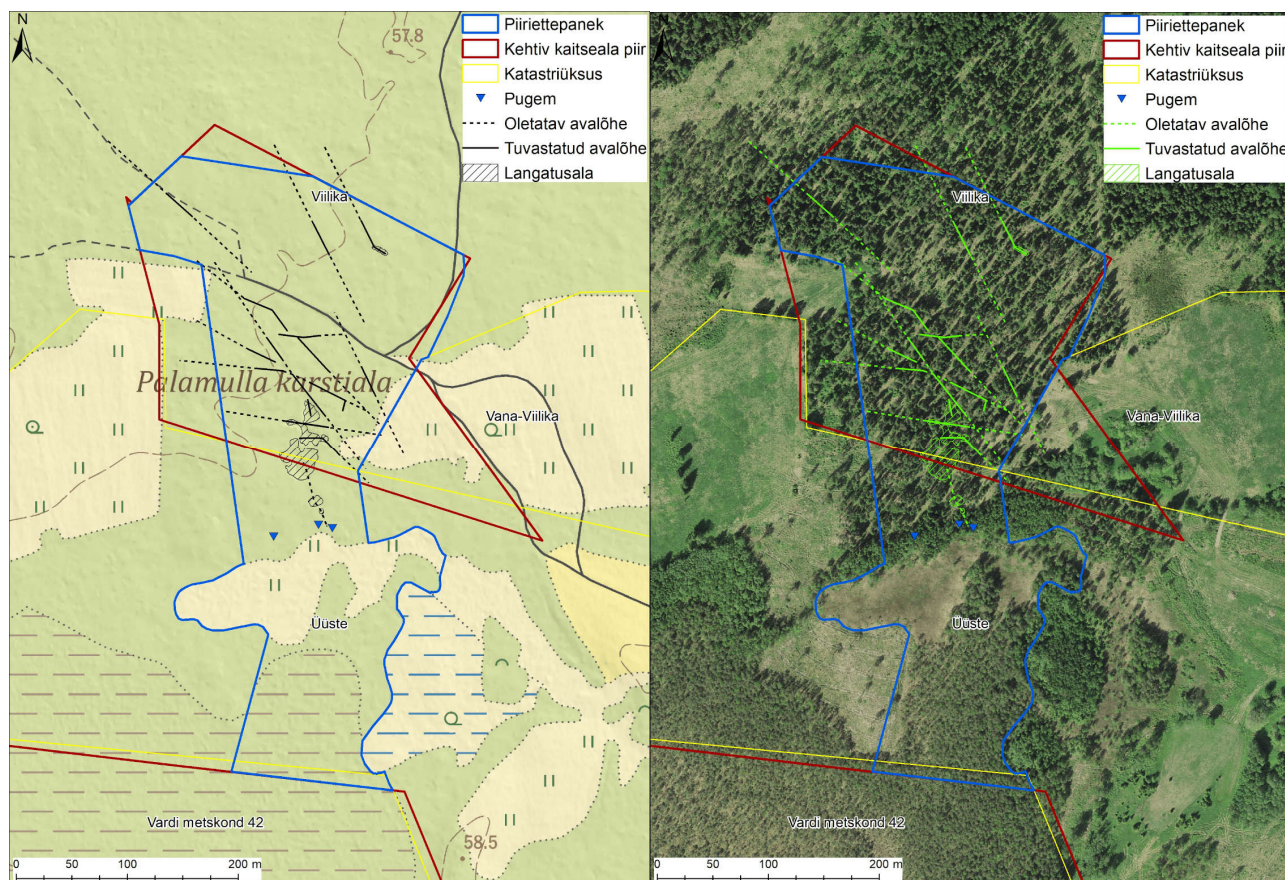 N
57.8
Piiriettepanek
Kehtiv kaitseala piir
Katastriüksus
Pugem
Oletatav avalõhe
Tuvastatud avalõhe
Langatusala
Viilika
Palamulla karstiala
Vana-Viilika
Üüste
Vardi metskond 42
58.5
0 50 100 200 m
N
Piiriettepanek
Kehtiv kaitseala piir
Katastriüksus
Pugem
Oletatav avalõhe
Tuvastatud avalõhe
Langatusala
Viilika
Vana-Viilika
Üüste
Vardi metskond 42
0 50 100 200 m